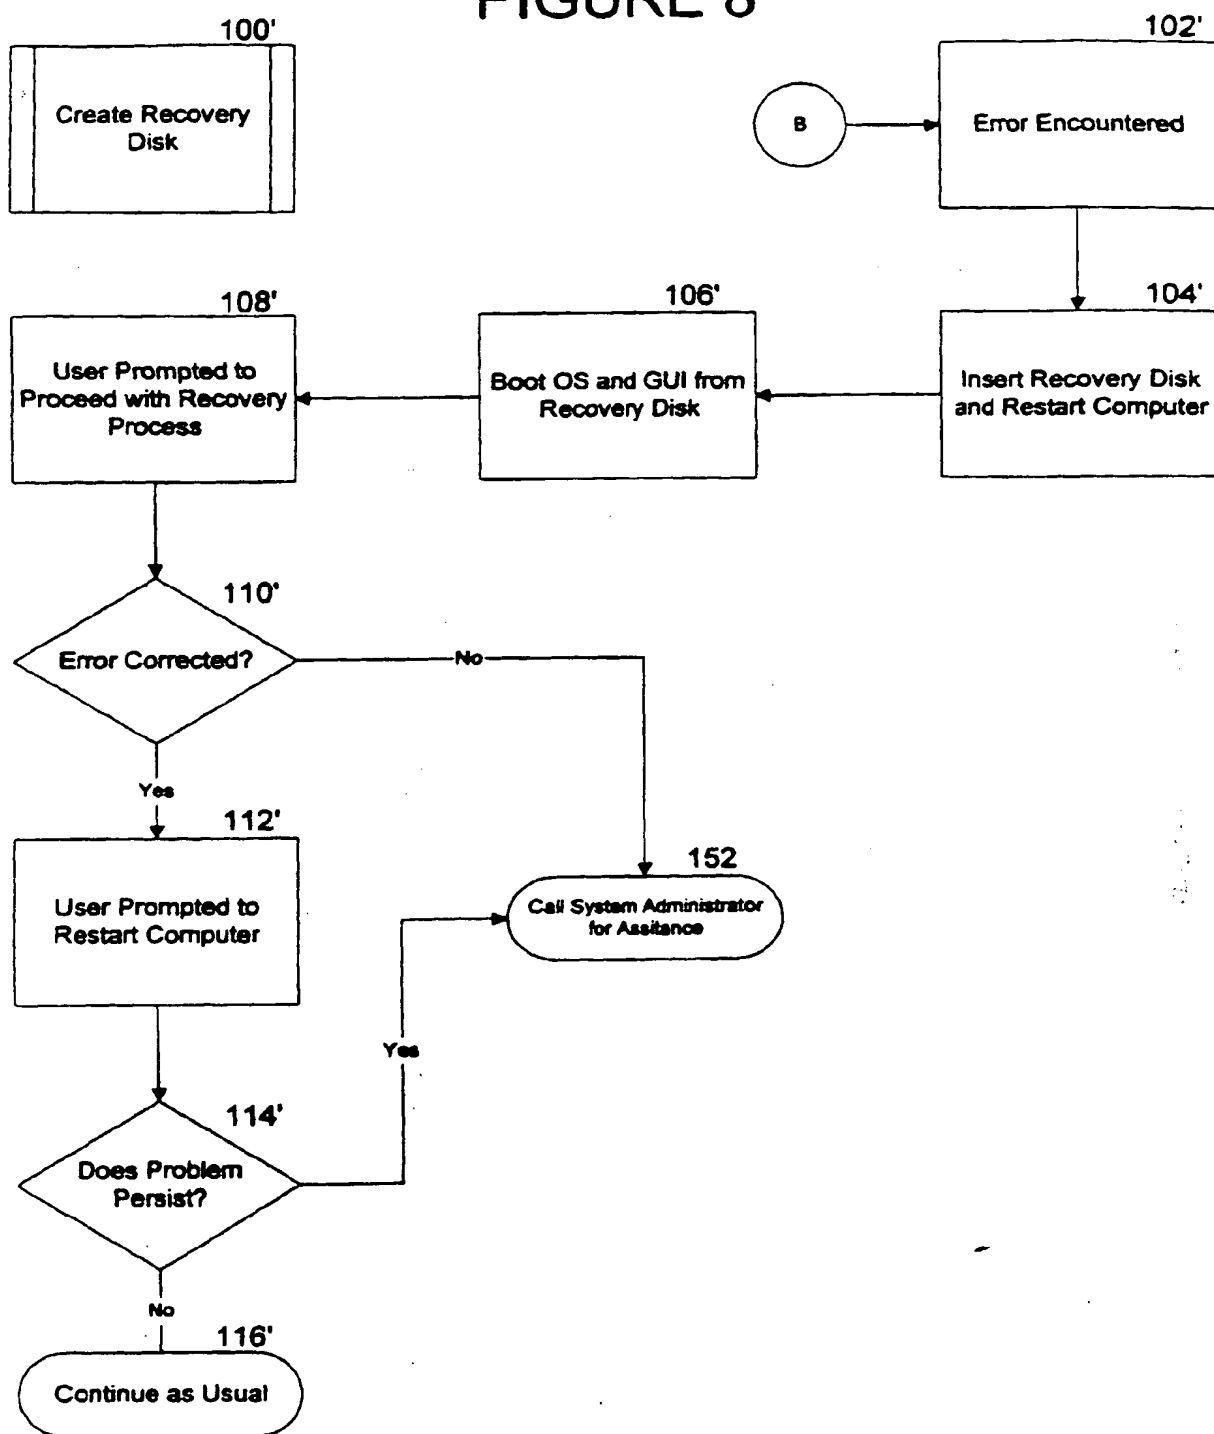 FIGURE 8
100'
Create Recovery
Disk
B
102'
Error Encountered
108'
User Prompted to
Proceed with Recovery
Process
106'
Boot OS and GUI from
Recovery Disk
104'
Insert Recovery Disk
and Restart Computer
110'
Error Corrected?
No
Yes
112'
User Prompted to
Restart Computer
152
Call System Administrator
for Assitance
Yes
114'
Does Problem
Persist?
No
116'
Continue as Usual